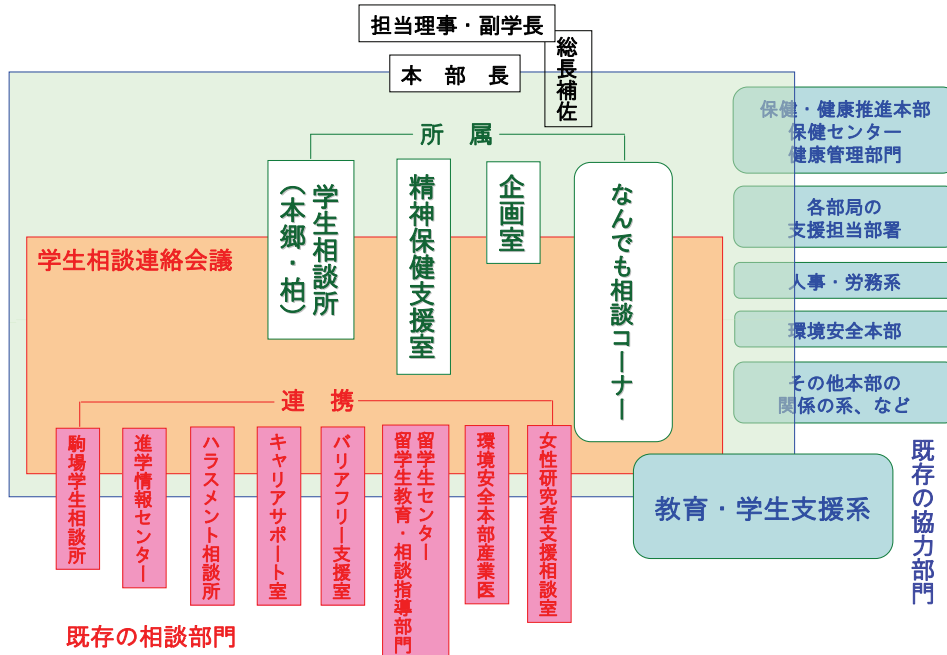 担当理事・副学長
総長補佐
本　部　長
所　属
学生相談所
（本郷・柏）
精神保健支援室
企画室
なんでも相談コーナー
学生相談連絡会議
連　携
駒場学生相談所
進学情報センター
ハラスメント相談所
キャリアサポート室
バリアフリー支援室
留学生センター
留学生教育・相談指導部門
環境安全本部産業医
女性研究者支援相談室
既存の相談部門
保健・健康推進本部
保健センター
健康管理部門
各部局の
支援担当部署
人事・労務系
環境安全本部
その他本部の
関係の系、など
教育・学生支援系
既存の協力部門